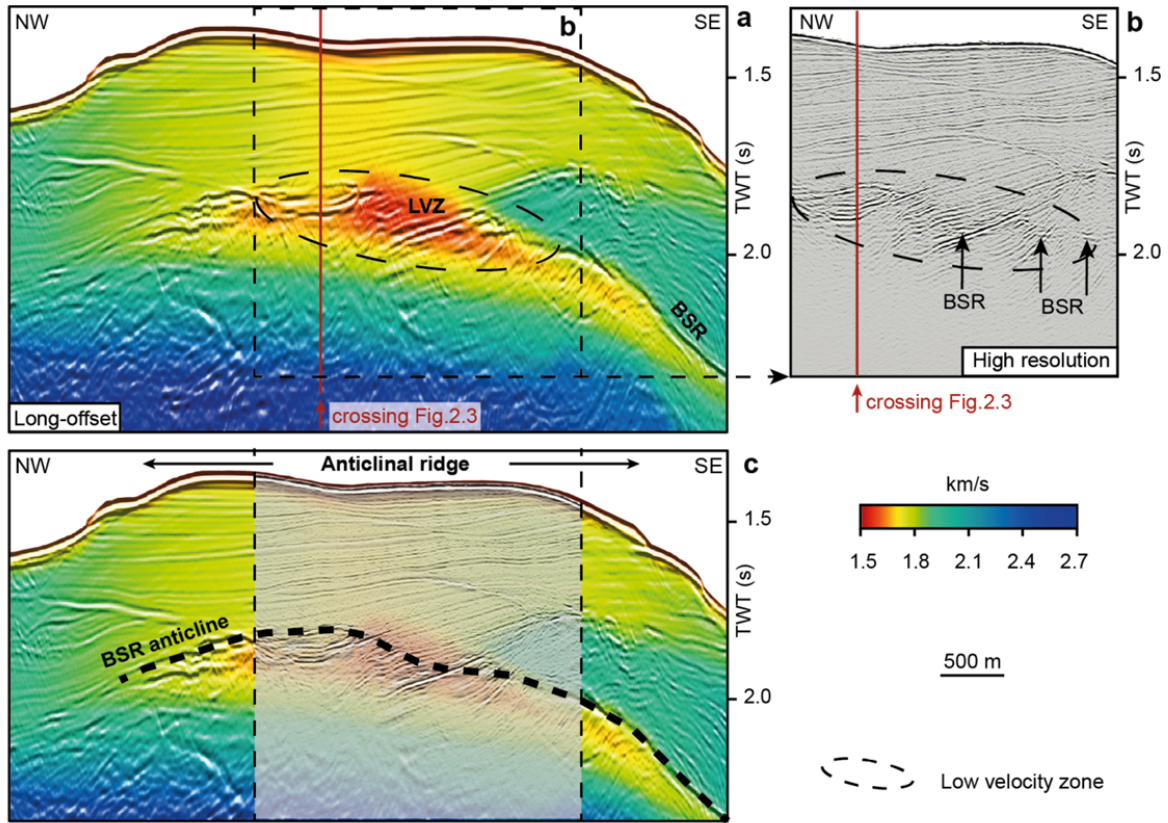 NW
b
a
NW
SE
b
1.5
TWT (s)
2.0
LVZ
BSR
Long-offset
crossing Fig.2.3
1.5
TWT (s)
2.0
BSR
BSR
High resolution
crossing Fig.2.3
NW
Anticlinal ridge
SE
c
1.5
TWT (s)
2.0
BSR anticline
km/s
1.5 1.8 2.1 2.4 2.7
500 m
Low velocity zone